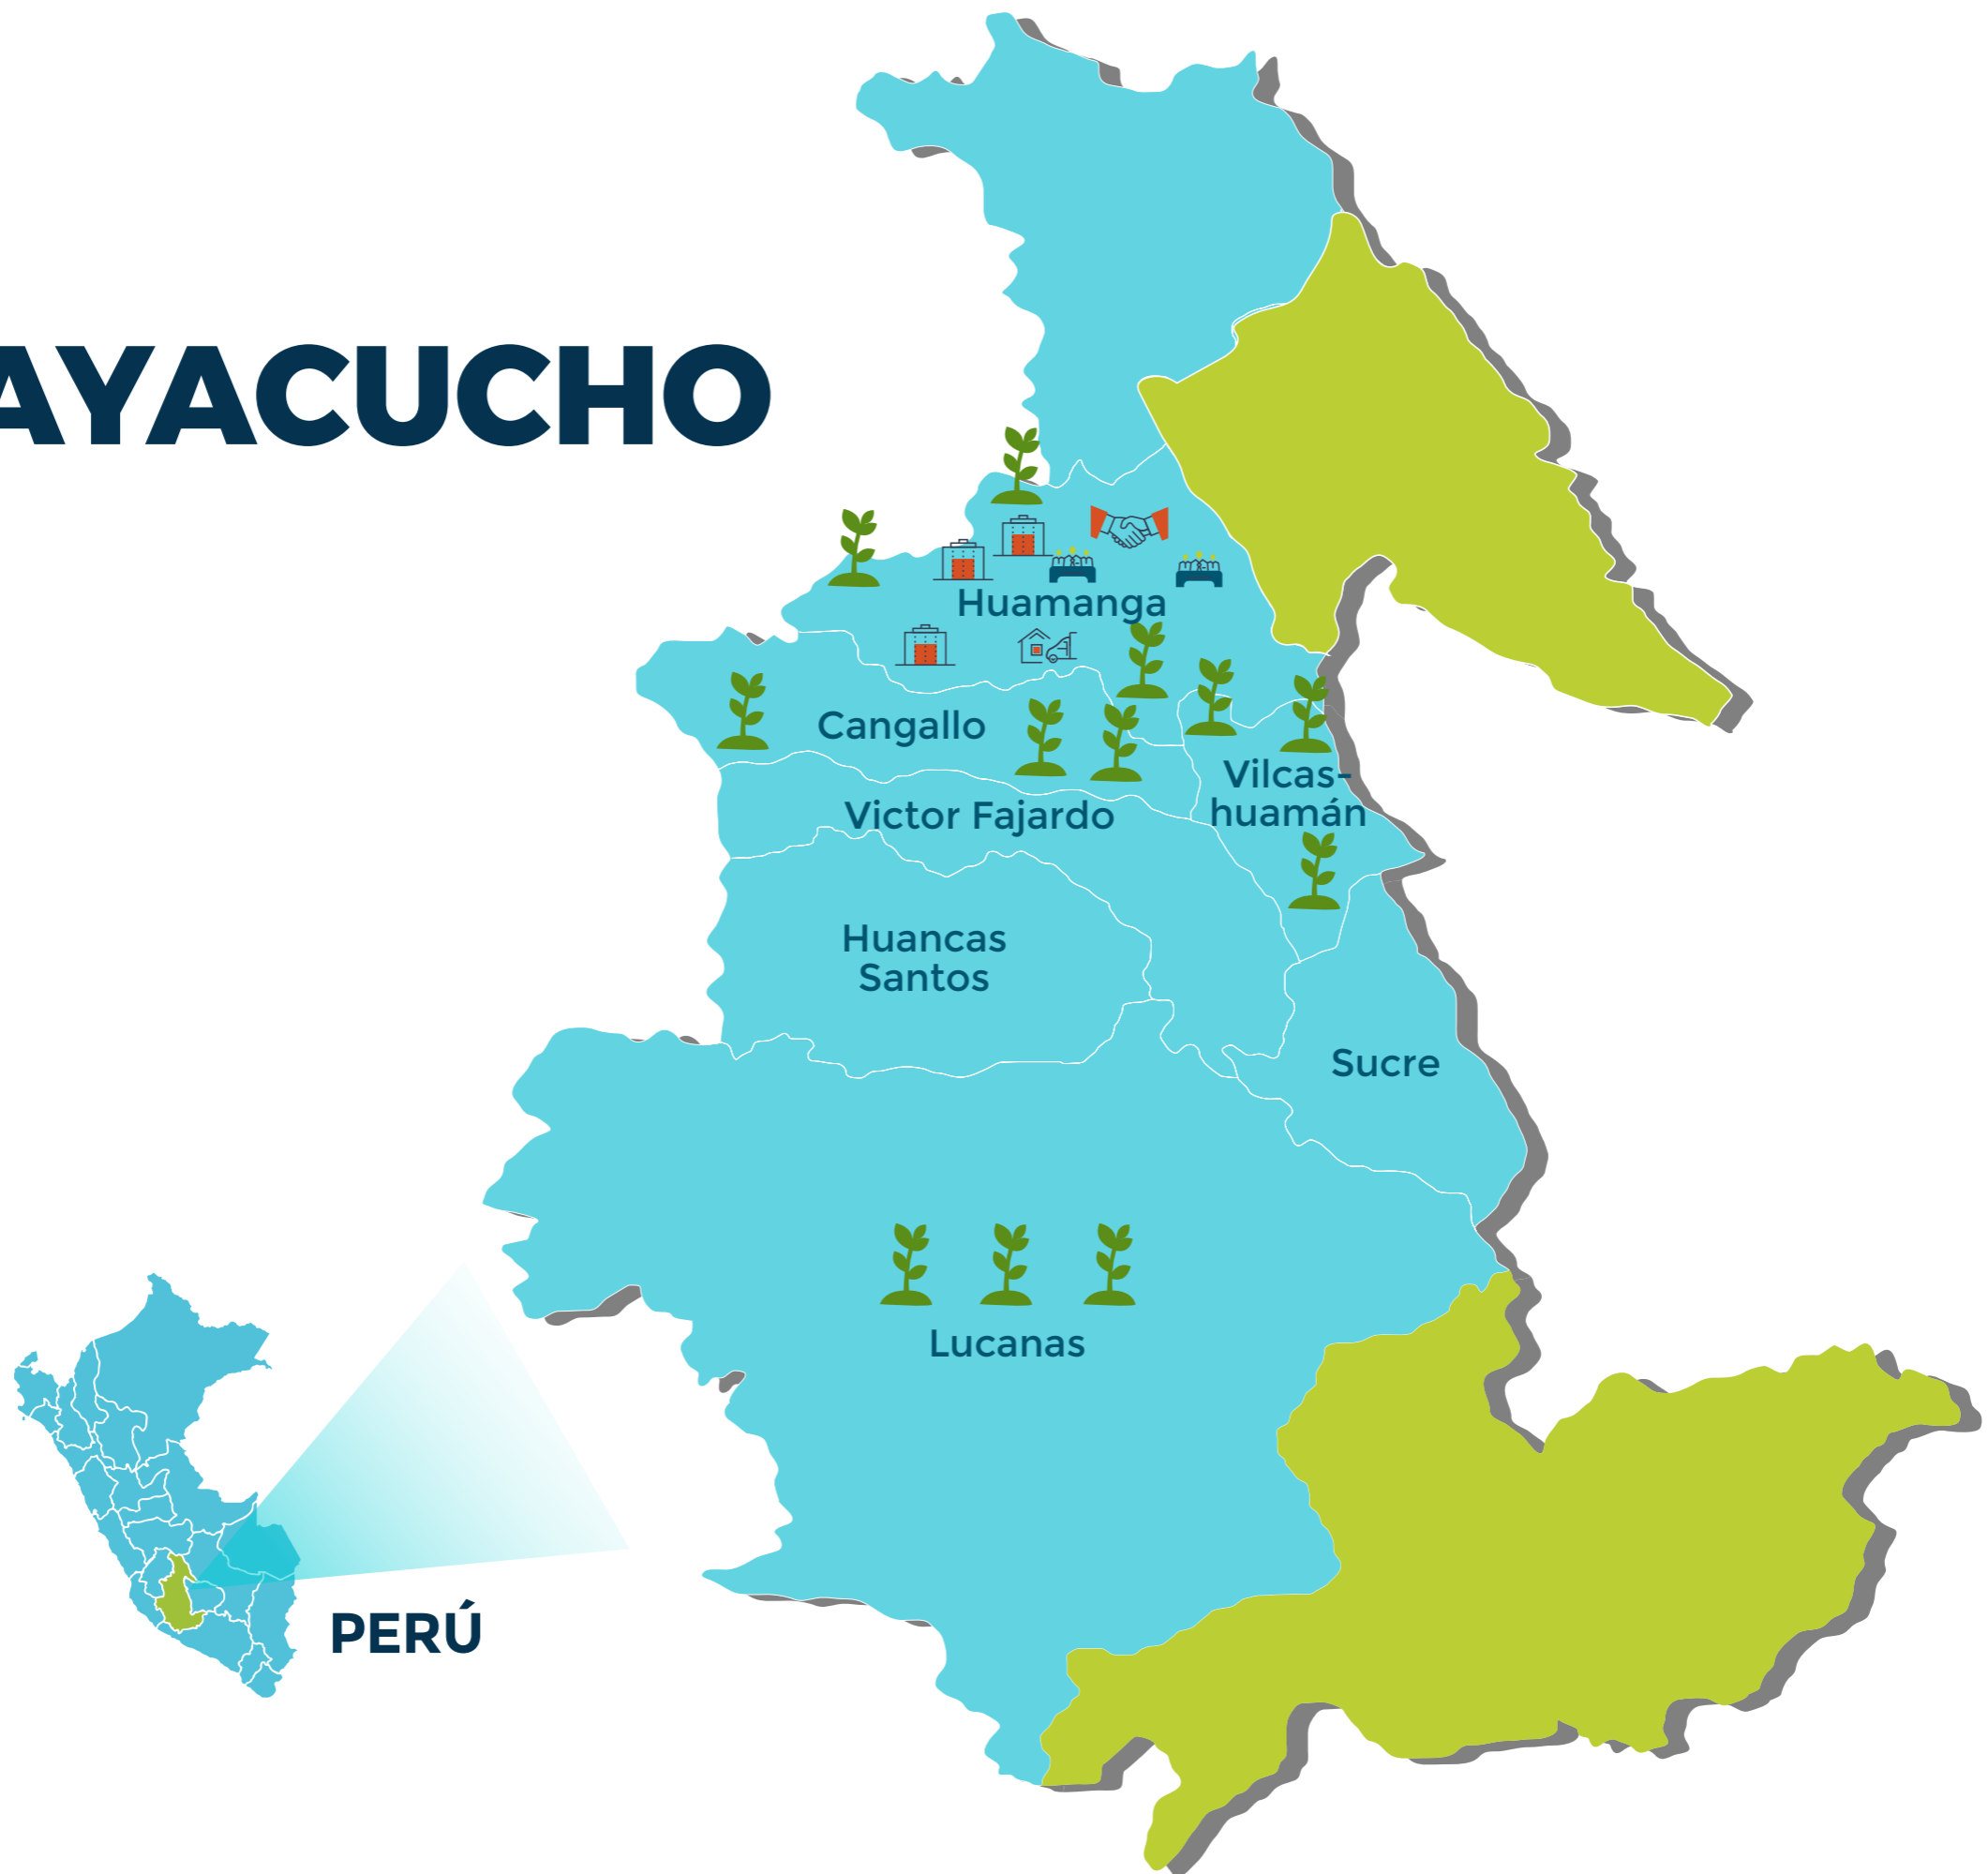 AYACUCHO
Huamanga
Cangallo
Vilcas-
huamán
Victor Fajardo
Huancas
Santos
Sucre
Lucanas
PERÚ